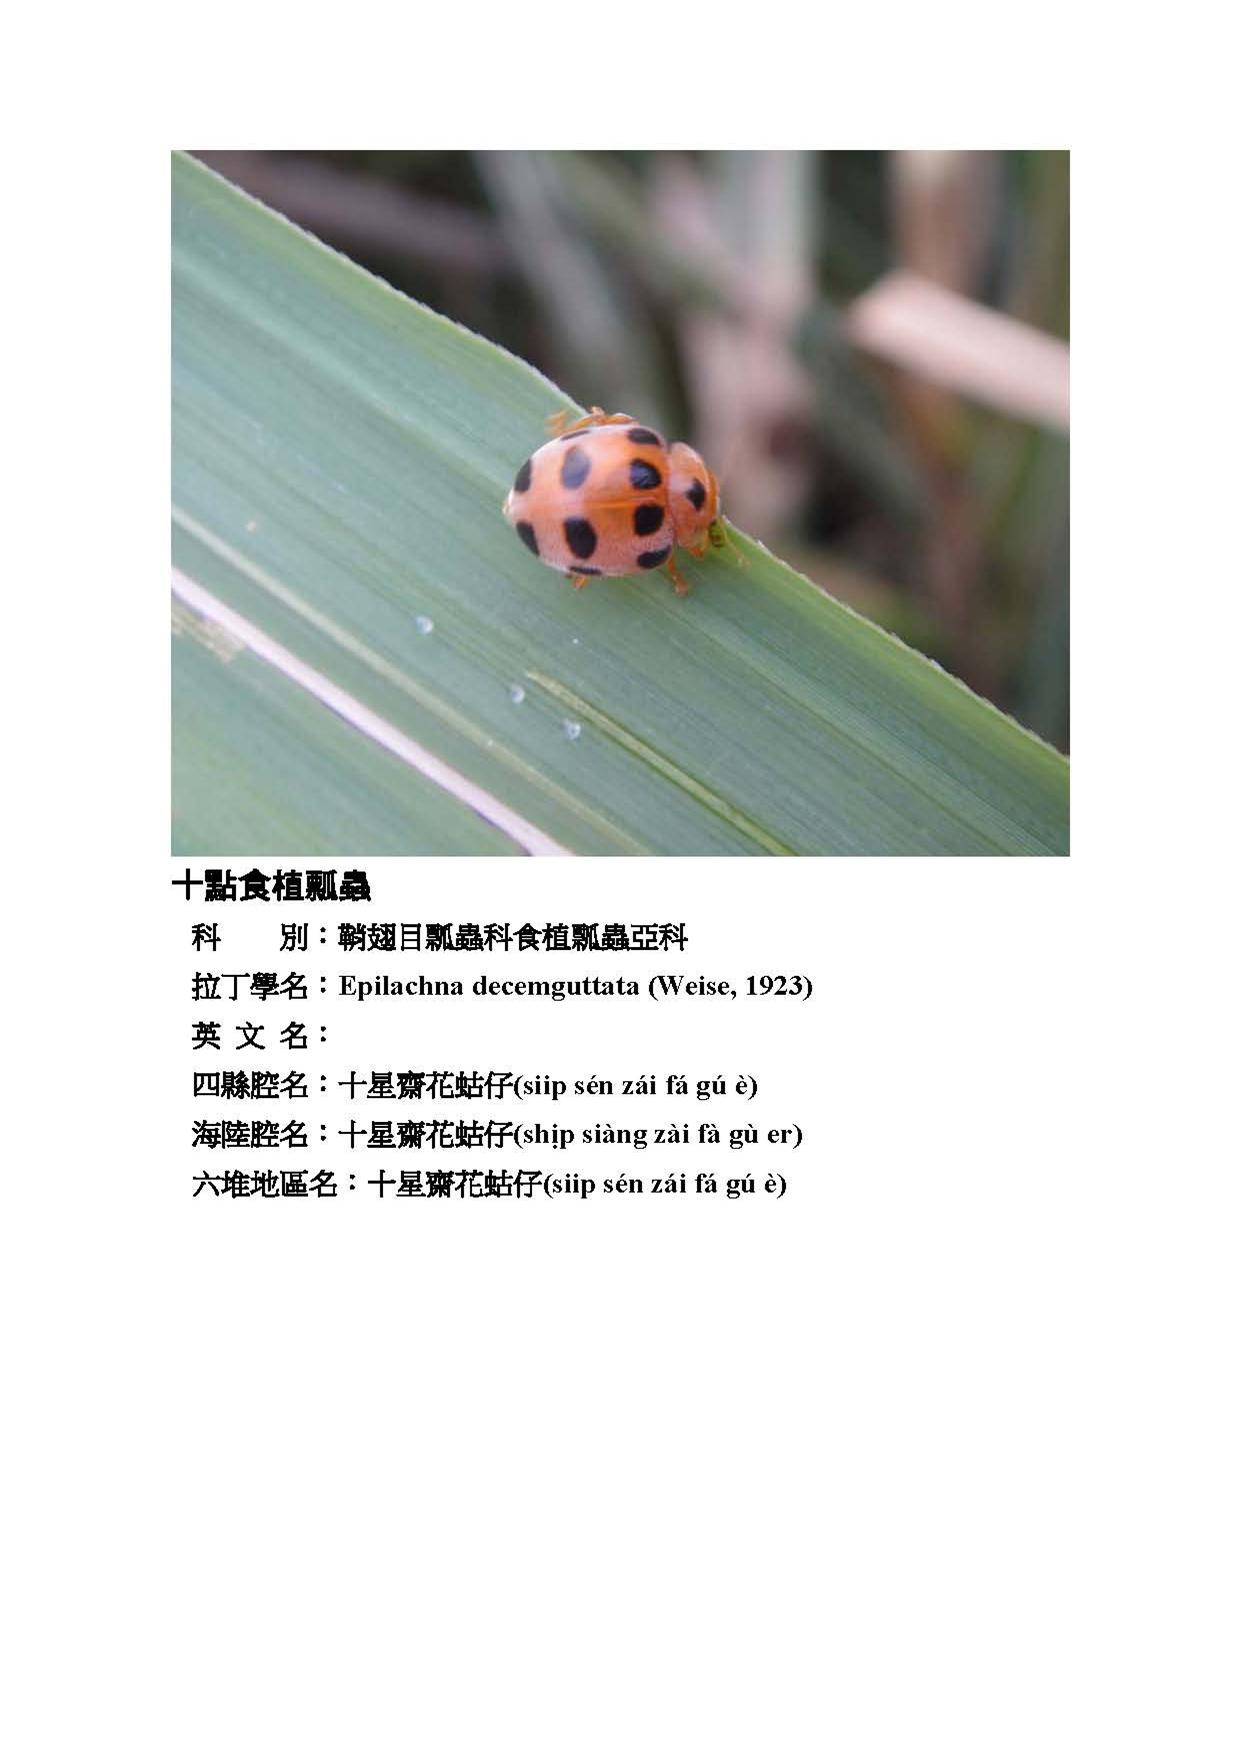 十點食植瓢蟲
科　　別：鞘翅目瓢蟲科食植瓢蟲亞科
拉丁學名：Epilachna decemguttata (Weise, 1923)
英 文 名：
四縣腔名：十星齋花蛄仔(siip sén zái fá gú è)
海陸腔名：十星齋花蛄仔(shịp siàng zài fà gù er)
六堆地區名：十星齋花蛄仔(siip sén zái fá gú è)